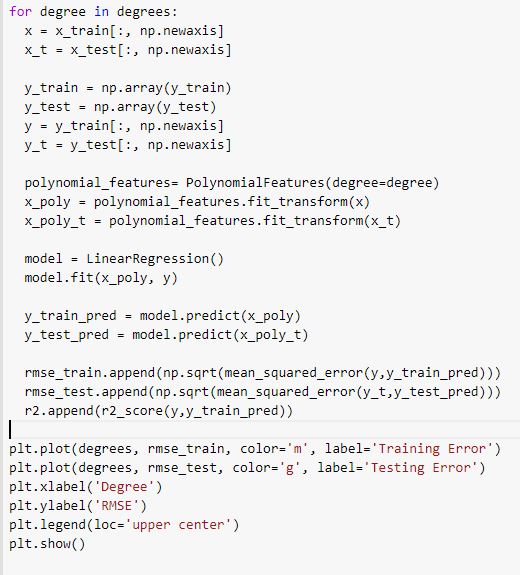 for degree in degrees:
  x = x_train[:, np.newaxis]
  x_t = x_test[:, np.newaxis]

  y_train = np.array(y_train)
  y_test = np.array(y_test)
  y = y_train[:, np.newaxis]
  y_t = y_test[:, np.newaxis]

  polynomial_features= PolynomialFeatures(degree=degree)
  x_poly = polynomial_features.fit_transform(x)
  x_poly_t = polynomial_features.fit_transform(x_t)

  model = LinearRegression()
  model.fit(x_poly, y)

  y_train_pred = model.predict(x_poly)
  y_test_pred = model.predict(x_poly_t)

  rmse_train.append(np.sqrt(mean_squared_error(y,y_train_pred)))
  rmse_test.append(np.sqrt(mean_squared_error(y_t,y_test_pred)))
  r2.append(r2_score(y,y_train_pred))

plt.plot(degrees, rmse_train, color='m', label='Training Error')
plt.plot(degrees, rmse_test, color='g', label='Testing Error')
plt.xlabel('Degree')
plt.ylabel('RMSE')
plt.legend(loc='upper center')
plt.show()